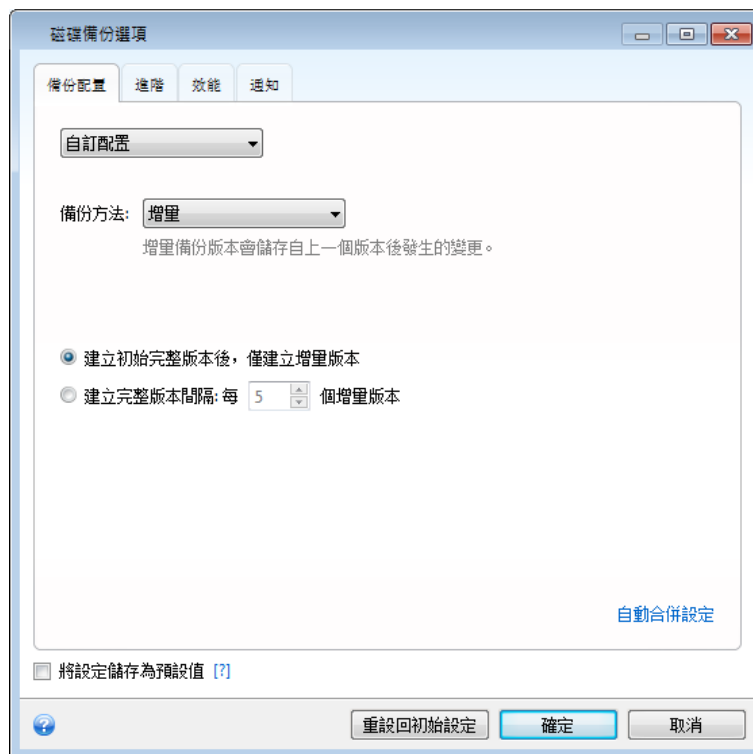 磁碟備份選項
備份配置 進階 效能 通知
自訂配置
備份方法: 增量
增量備份版本會儲存自上一個版本後發生的變更。
建立初始完整版本後，僅建立增量版本
建立完整版本間隔: 每 5 個增量版本
自動合併設定
將設定儲存為預設值 [?]
? 重設回初始設定 確定 取消